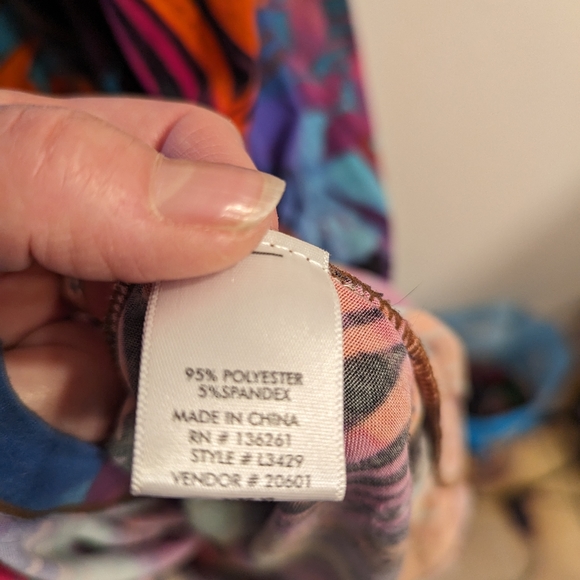 95% POLYESTER
5%SPANDEX
MADE IN CHINA
RN # 136261
STYLE # L3429
VENDOR # 20601